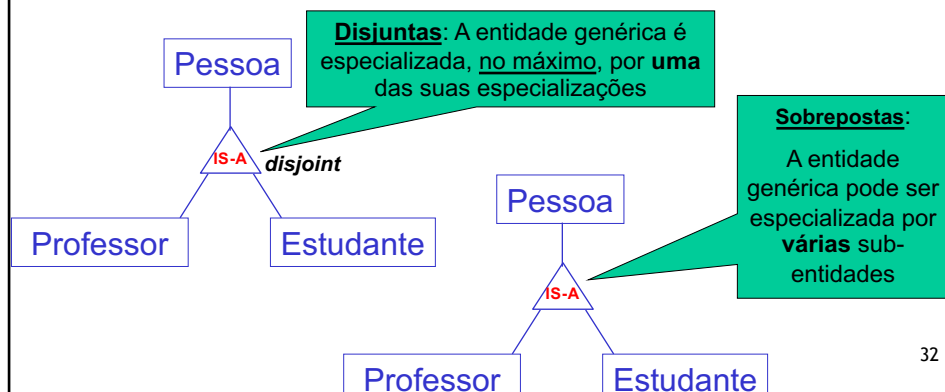 Disjuntas: A entidade genérica é
especializada, no máximo, por uma
das suas especializações
Pessoa
IS-A
disjoint
Professor
Estudante
Sobrepostas:
A entidade
genérica pode ser
especializada por
várias sub-
entidades
Pessoa
IS-A
Professor
Estudante
32